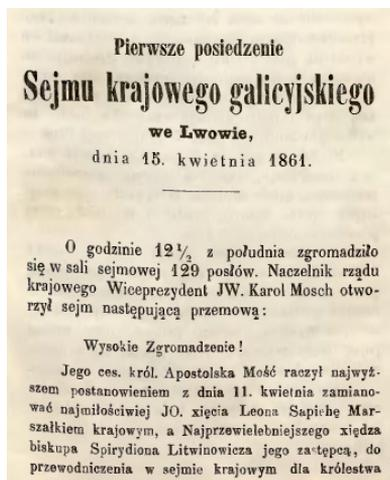 Pierwsze posiedzenie
Sejmu krajowego galicyjskiego
we Lwowie,
dnia 15. kwietnia 1861.
O godzinie 12½ z południa zgromadziło
się w sali sejmowej 129 posłów. Naczelnik rządu
krajowego Wiceprezydent JW. Karol Mosch otwo-
rzył sejm następującą przemową:
Wysokie Zgromadzenie!
Jego ces. król. Apostolska Mość raczył najwyż-
szem postanowieniem z dnia 11. kwietnia zamiano-
wać najmiłościwiej JO. xięcia Leona Sapiehę Mar-
szałkiem krajowym, a Najprzewielebniejszego xiędza
biskupa Spirydiona Litwinowicza jego zastępcą, do
przewodniczenia w sejmie krajowym dla królestwa